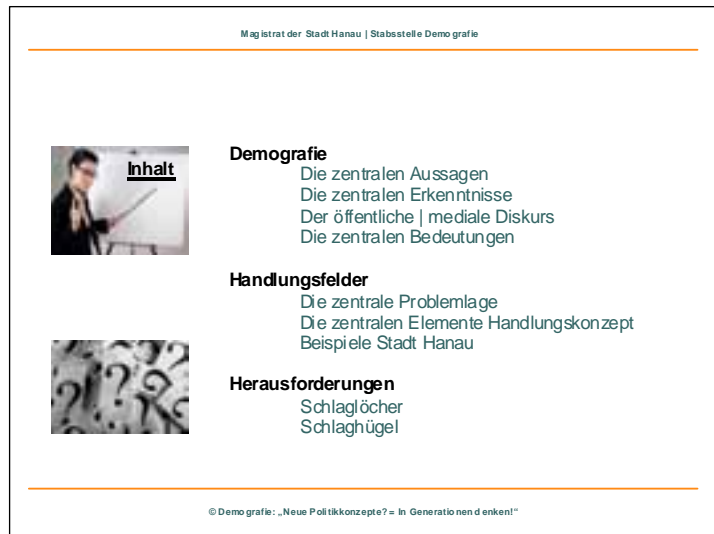 Magistrat der Stadt Hanau | Stabsstelle Demografie
Inhalt
Demografie
Die zentralen Aussagen
Die zentralen Erkenntnisse
Der öffentliche | mediale Diskurs
Die zentralen Bedeutungen
Handlungsfelder
Die zentrale Problemlage
Die zentralen Elemente Handlungskonzept
Beispiele Stadt Hanau
? ? ? ?
Herausforderungen
Schlaglöcher
Schlaghügel
© Demografie: „Neue Politikkonzepte? = In Generationen denken!“